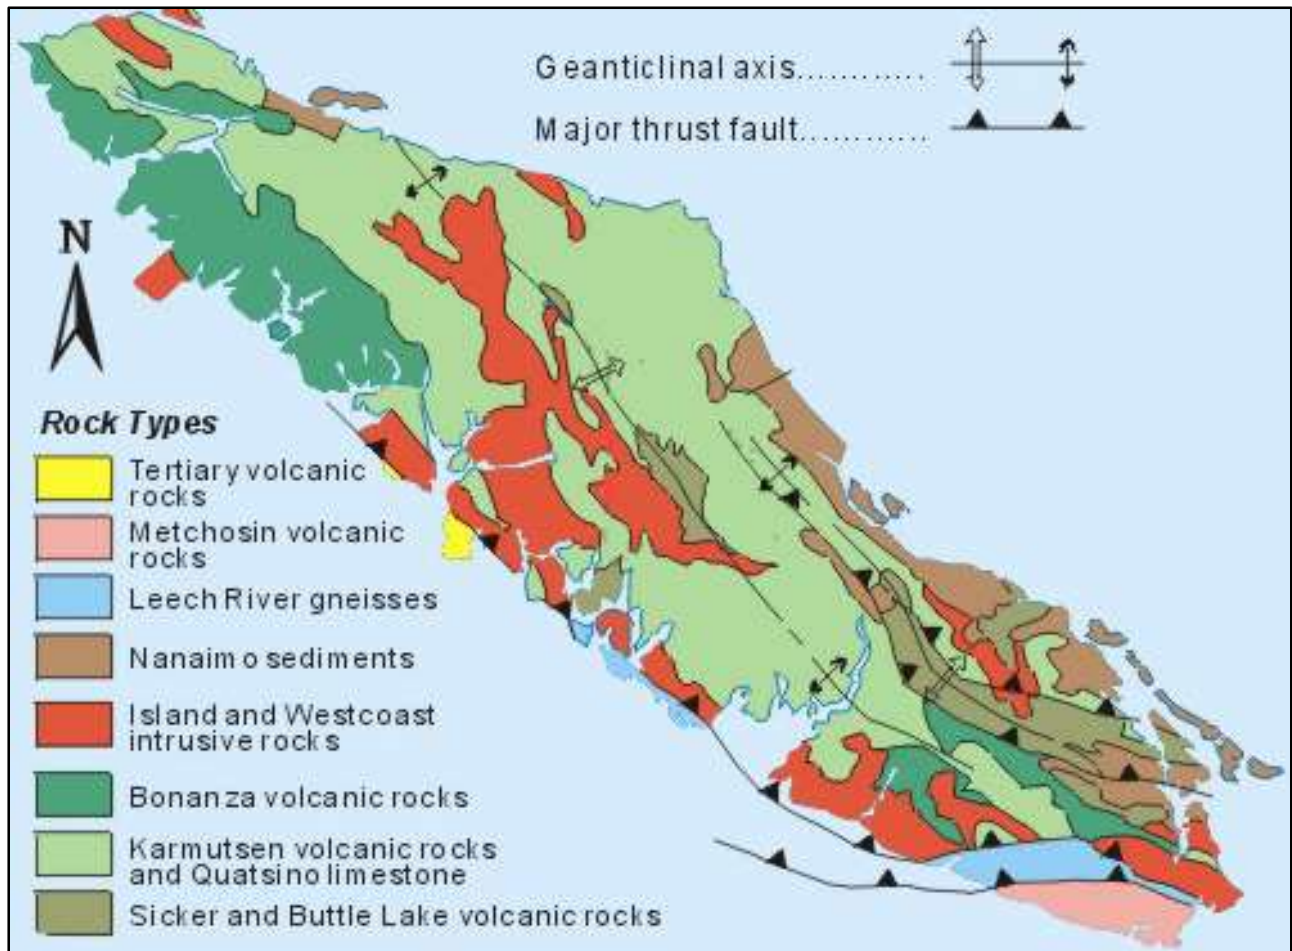 Geanticlinal axis............
Major thrust fault............
N
Rock Types
Tertiary volcanic
rocks
Metchosin volcanic
rocks
Leech River gneisses
Nanaimo sediments
Island and Westcoast
intrusive rocks
Bonanza volcanic rocks
Karmutsen volcanic rocks
and Quatsino limestone
Sicker and Buttle Lake volcanic rocks